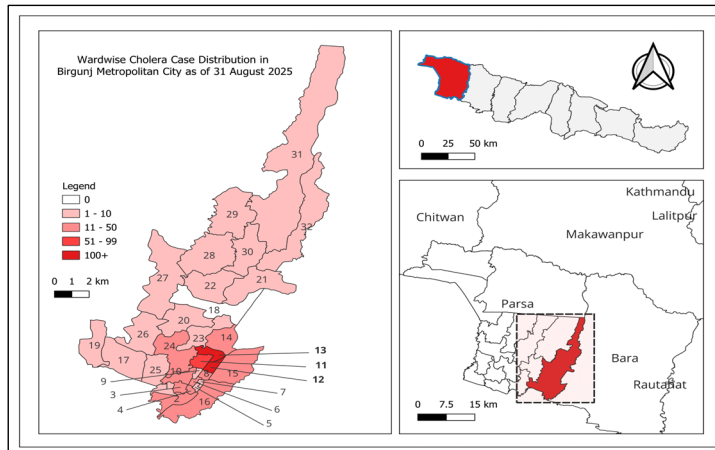 Wardwise Cholera Case Distribution in
Birgunj Metropolitan City as of 31 August 2025
Legend
0
1 - 10
11 - 50
51 - 99
100+
0 1 2 km
31
29
32
30
28
27
21
22
18
20
26
23
14
24
19
17
13
11
25
10
8
15
12
9
1
7
3
2
16
6
4
5
0 25 50 km
Kathmandu
Chitwan
Lalitpur
Makawanpur
Parsa
Bara
Rautahat
0 7.5 15 km